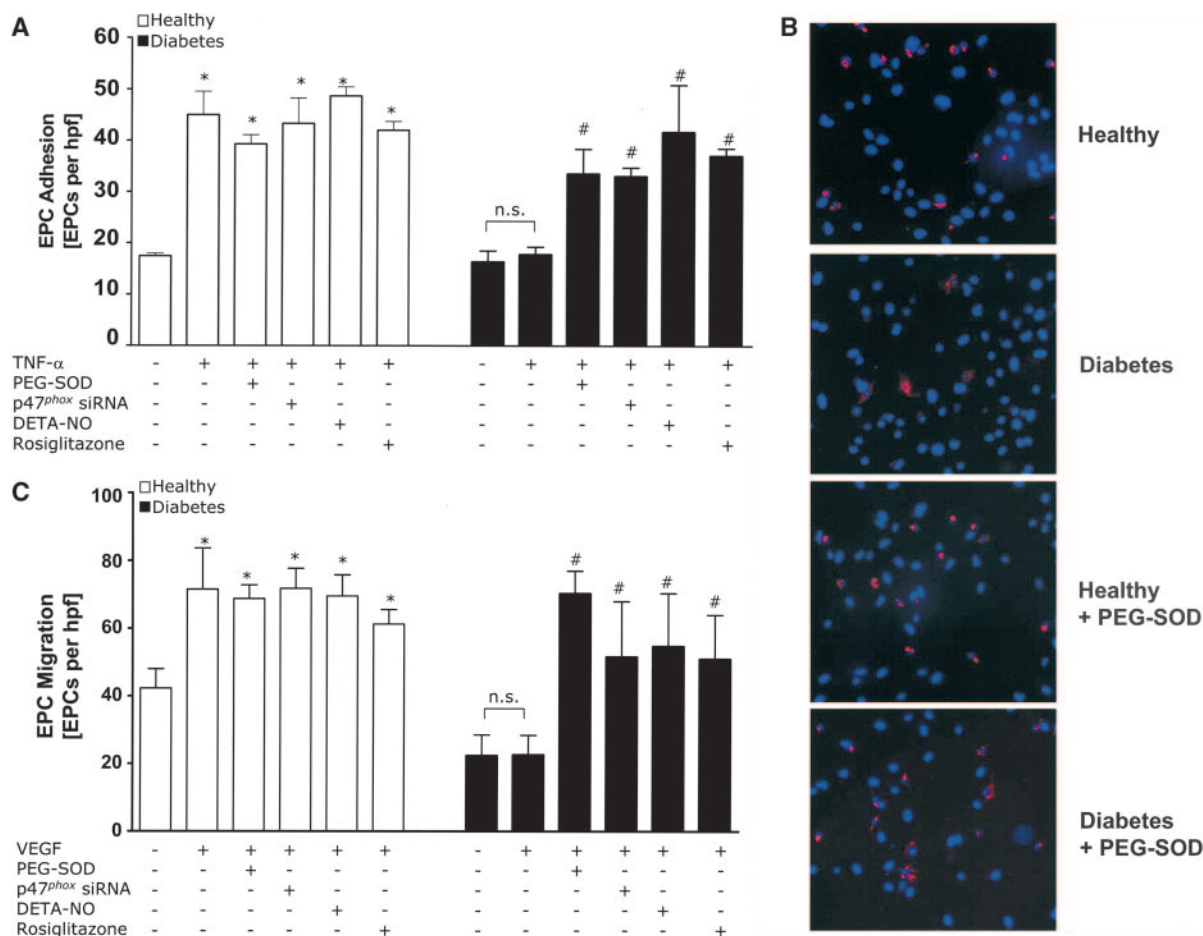 A
Healthy
Diabetes
EPC Adhesion
[EPCs per hpf]
60
50
40
30
20
10
0
* * * * *
n.s.
# # # #
TNF-α - + + + + + - + + + + +
PEG-SOD - - + - - - - - + - - -
p47phox siRNA - - - + - - - - - + - -
DETA-NO - - - - + - - - - - + -
Rosiglitazone - - - - - + - - - - - +
B
Healthy
Diabetes
Healthy
+ PEG-SOD
Diabetes
+ PEG-SOD
C
Healthy
Diabetes
EPC Migration
[EPCs per hpf]
100
80
60
40
20
0
* * * * *
n.s.
# # # #
VEGF - + + + + + - + + + + +
PEG-SOD - - + - - - - - + - - -
p47phox siRNA - - - + - - - - - + - -
DETA-NO - - - - + - - - - - + -
Rosiglitazone - - - - - + - - - - - +